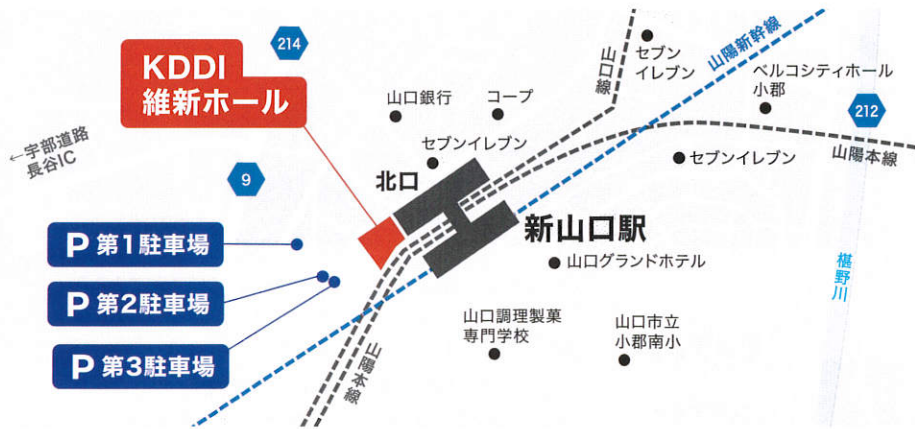 214
KDDI
維新ホール
山口線
セブン
イレブン
山陽新幹線
ベルコシティホール
小郡
山口銀行
コープ
212
←宇部道路
長谷IC
セブンイレブン
セブンイレブン
山陽本線
9
北口
P 第1駐車場
新山口駅
山口グランドホテル
椹野川
P 第2駐車場
山口調理製菓
専門学校
山口市立
小郡南小
P 第3駐車場
山陽本線